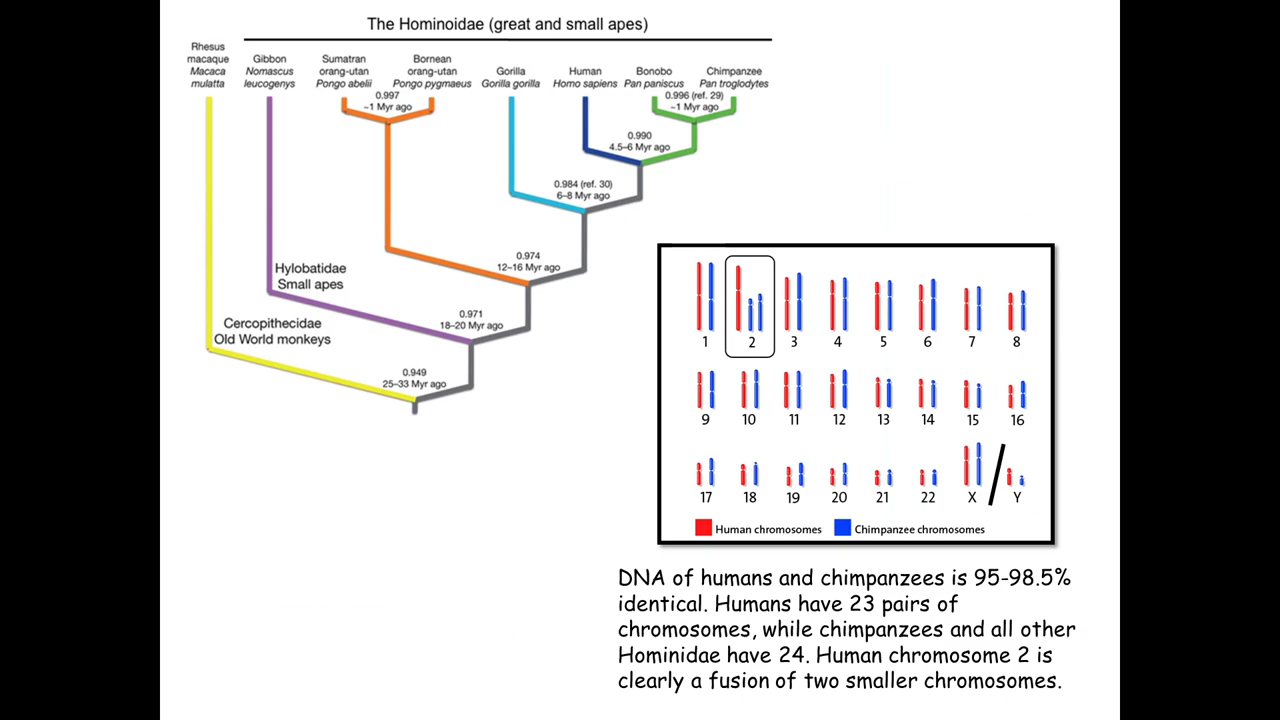 The Hominoidae (great and small apes)
Rhesus
macaque
Macaca
mulatta
Gibbon
Nomascus
leucogenys
Sumatran
orang-utan
Pongo abelii
Bornean
orang-utan
Pongo pygmaeus
Gorilla
Gorilla gorilla
Human
Homo sapiens
Bonobo
Pan paniscus
Chimpanzee
Pan troglodytes
0.997
~1 Myr ago
0.996 (ref. 29)
~1 Myr ago
0.990
4.5–6 Myr ago
0.984 (ref. 30)
6–8 Myr ago
0.974
12–16 Myr ago
Hylobatidae
Small apes
0.971
18–20 Myr ago
Cercopithecidae
Old World monkeys
0.949
25–33 Myr ago
1 2 3 4 5 6 7 8
9 10 11 12 13 14 15 16
17 18 19 20 21 22 X Y
Human chromosomes Chimpanzee chromosomes
DNA of humans and chimpanzees is 95-98.5%
identical. Humans have 23 pairs of
chromosomes, while chimpanzees and all other
Hominidae have 24. Human chromosome 2 is
clearly a fusion of two smaller chromosomes.